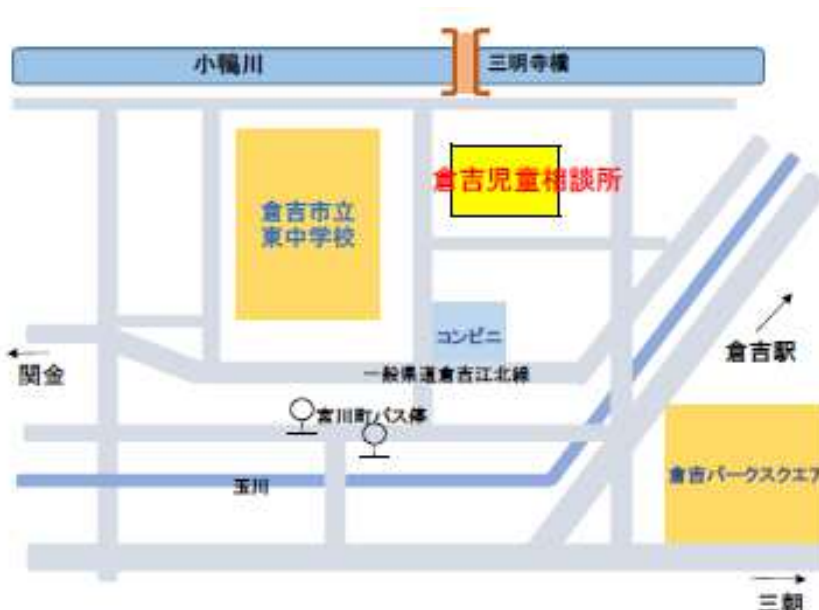 小鴨川
三明寺橋
倉吉児童相談所
倉吉市立
東中学校
コンビニ
倉吉駅
関金
一般県道倉吉江北線
宮川町バス停
倉吉パークスクエア
玉川
三朝